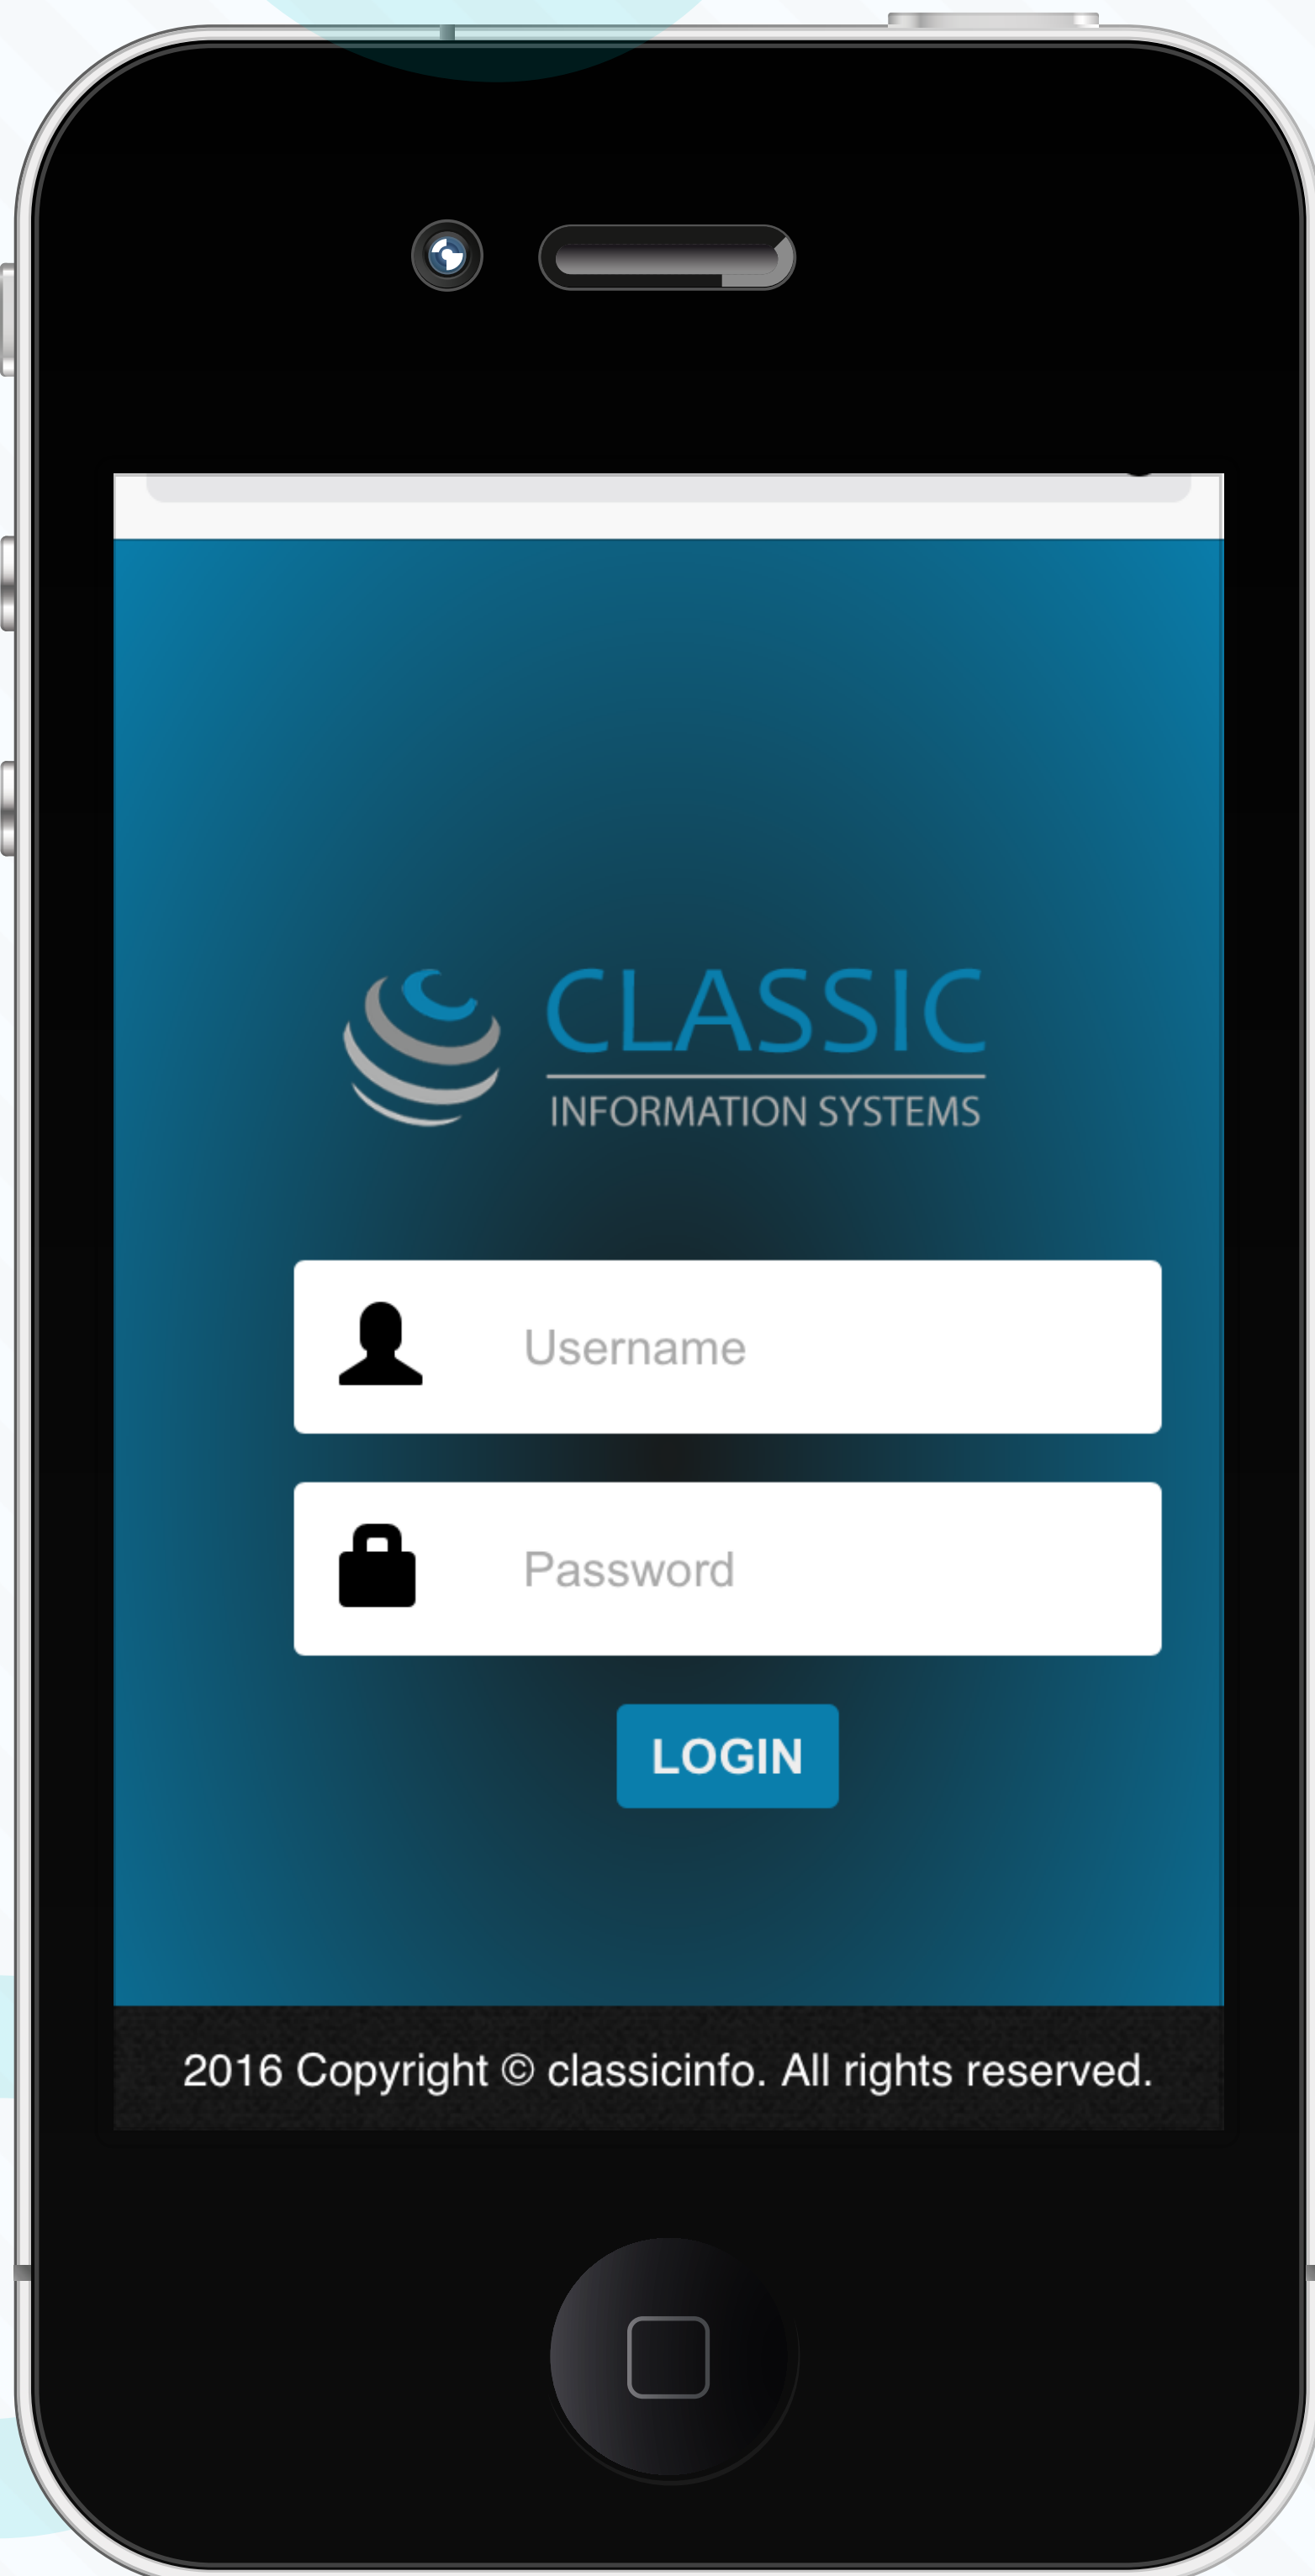 CLASSIC
INFORMATION SYSTEMS
Username
Password
LOGIN
2016 Copyright © classicinfo. All rights reserved.